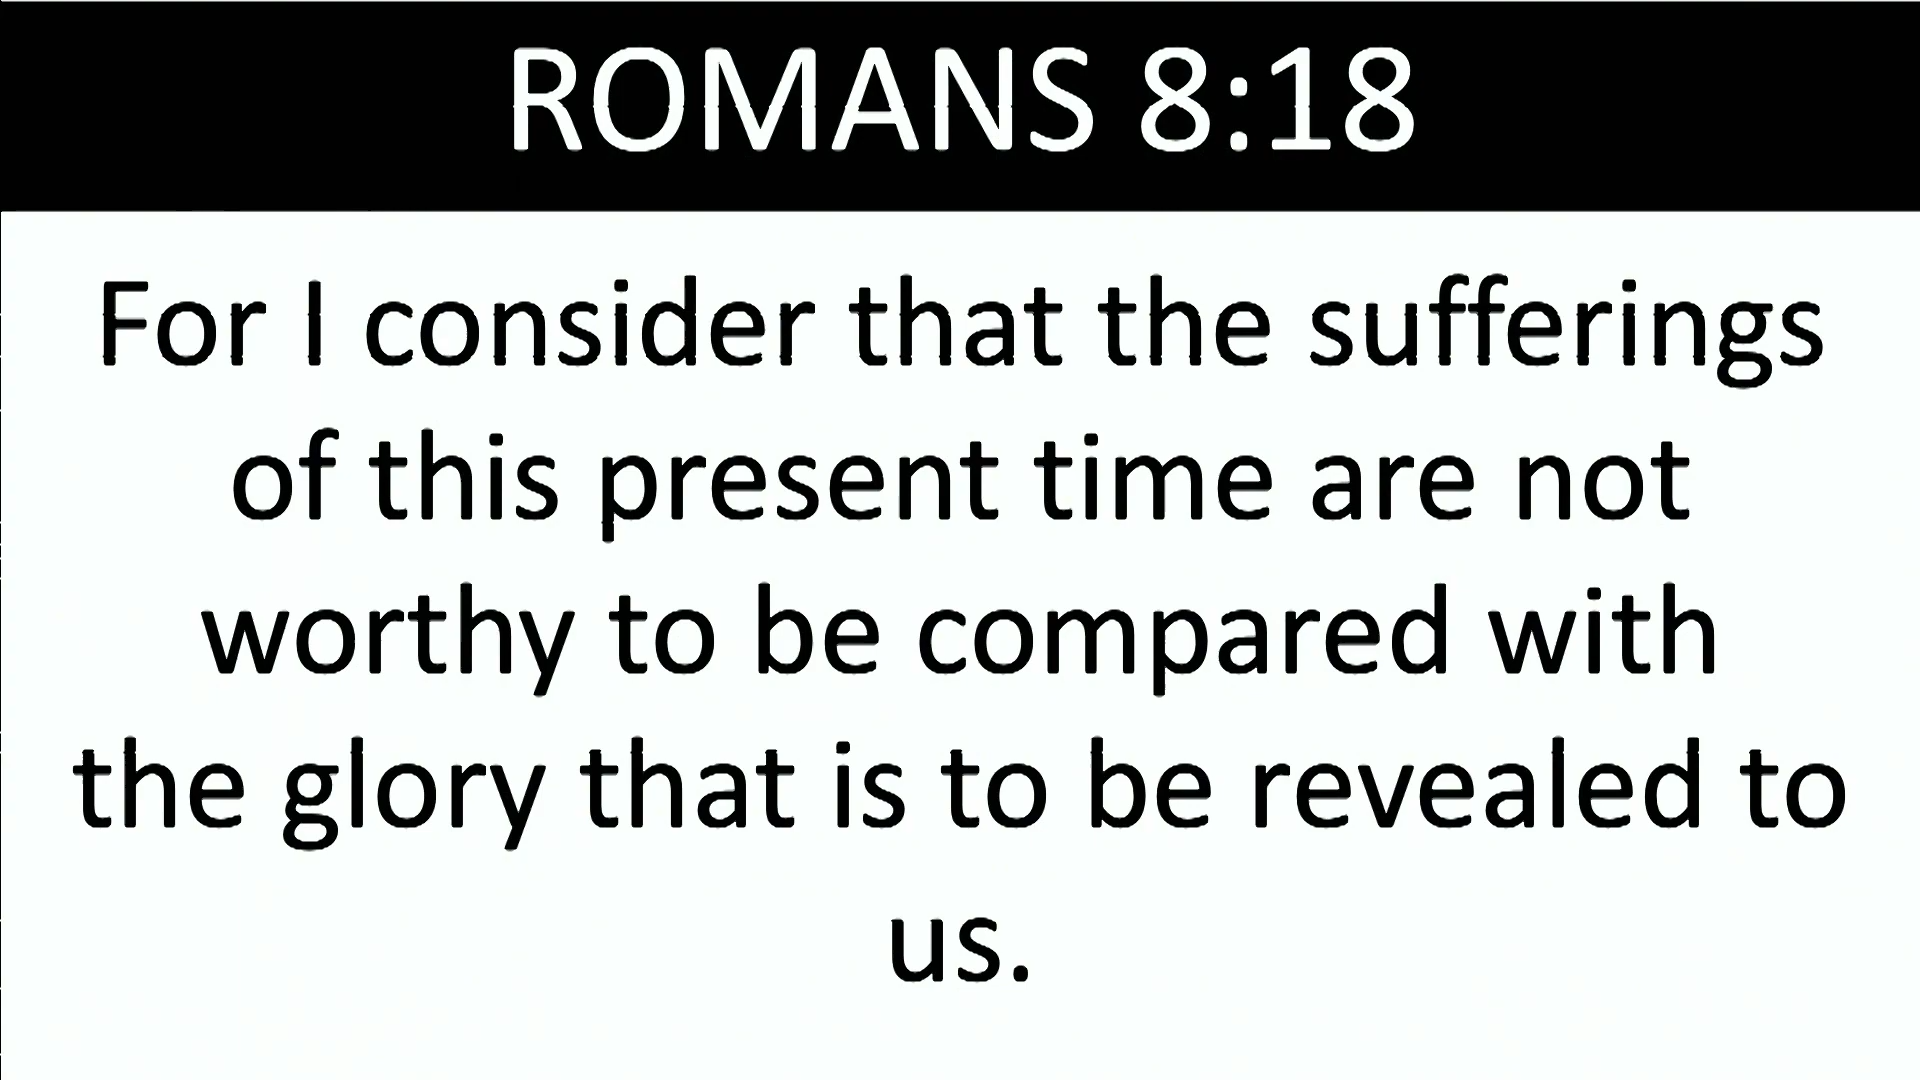 ROMANS 8:18
For I consider that the sufferings
of this present time are not
worthy to be compared with
the glory that is to be revealed to
us.